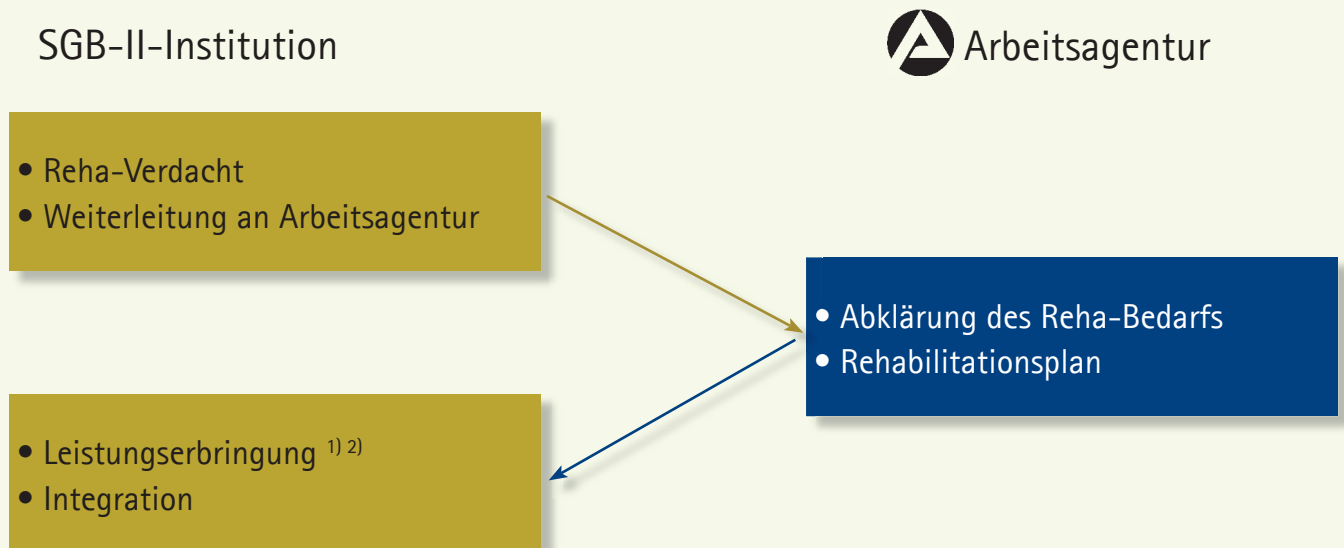 SGB-II-Institution
Arbeitsagentur
• Reha-Verdacht
• Weiterleitung an Arbeitsagentur
• Abklärung des Reha-Bedarfs
• Rehabilitationsplan
• Leistungserbringung 1) 2)
• Integration